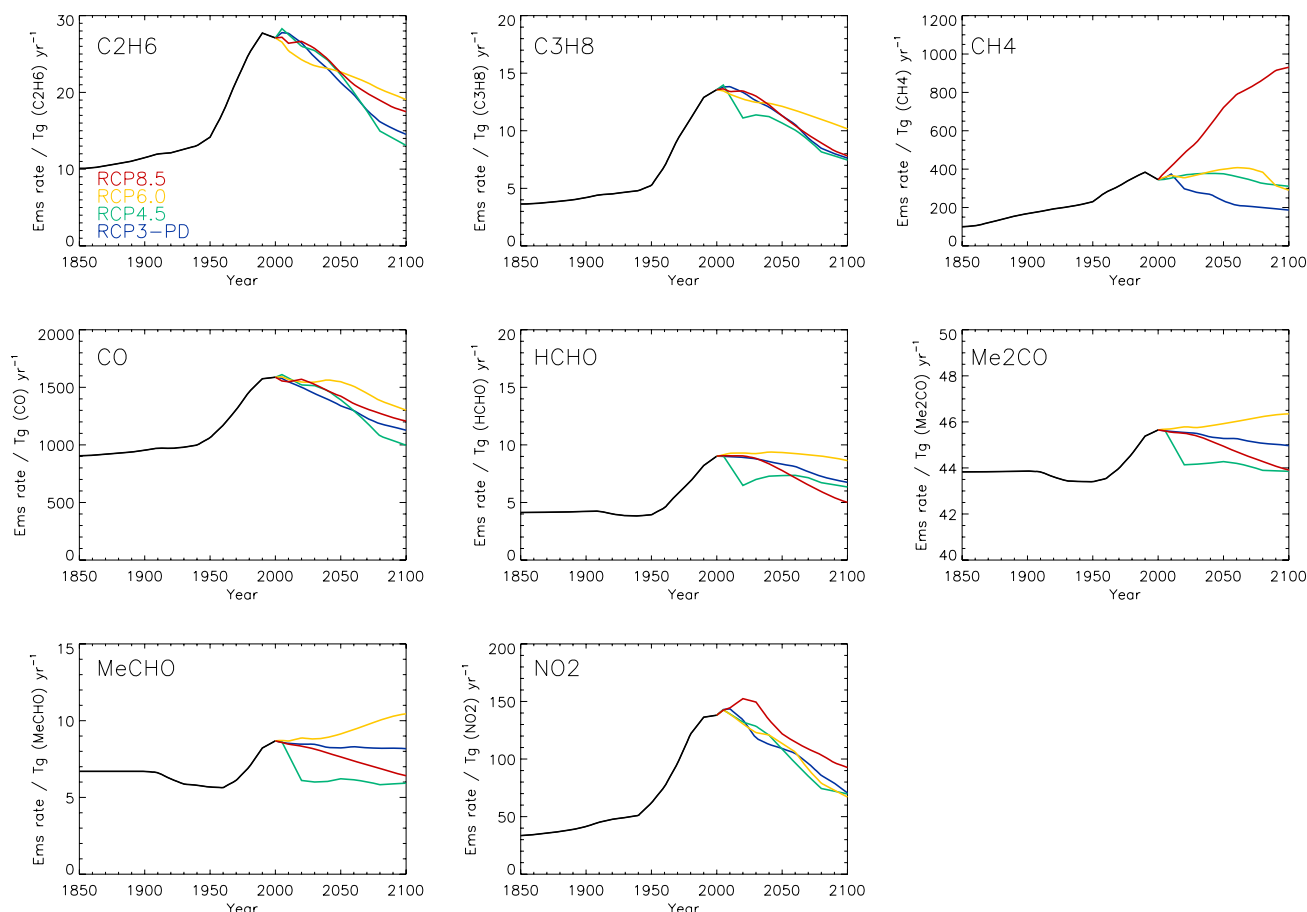 30
20
10
0
C2H6
RCP8.5
RCP6.0
RCP4.5
RCP3-PD
Ems rate / Tg (C2H6) yr⁻¹
1850 1900 1950 2000 2050 2100
Year
20
15
10
5
0
C3H8
Ems rate / Tg (C3H8) yr⁻¹
1850 1900 1950 2000 2050 2100
Year
1200
1000
800
600
400
200
0
CH4
Ems rate / Tg (CH4) yr⁻¹
1850 1900 1950 2000 2050 2100
Year
2000
1500
1000
500
0
CO
Ems rate / Tg (CO) yr⁻¹
1850 1900 1950 2000 2050 2100
Year
20
15
10
5
0
HCHO
Ems rate / Tg (HCHO) yr⁻¹
1850 1900 1950 2000 2050 2100
Year
50
48
46
44
42
40
Me2CO
Ems rate / Tg (Me2CO) yr⁻¹
1850 1900 1950 2000 2050 2100
Year
15
10
5
0
MeCHO
Ems rate / Tg (MeCHO) yr⁻¹
1850 1900 1950 2000 2050 2100
Year
200
150
100
50
0
NO2
Ems rate / Tg (NO2) yr⁻¹
1850 1900 1950 2000 2050 2100
Year